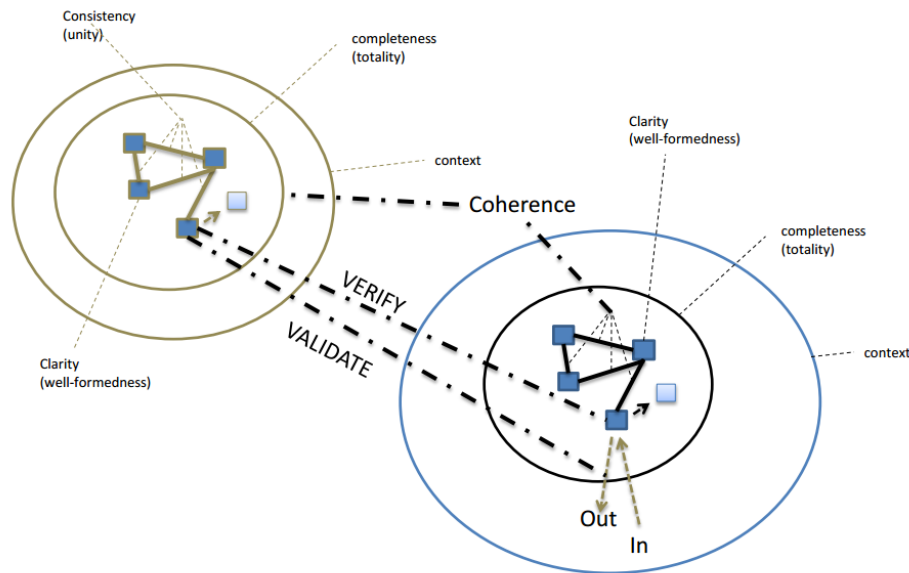 Consistency
(unity)
completeness
(totality)
Clarity
(well-formedness)
context
Coherence
completeness
(totality)
VERIFY
VALIDATE
Clarity
(well-formedness)
context
Out
In